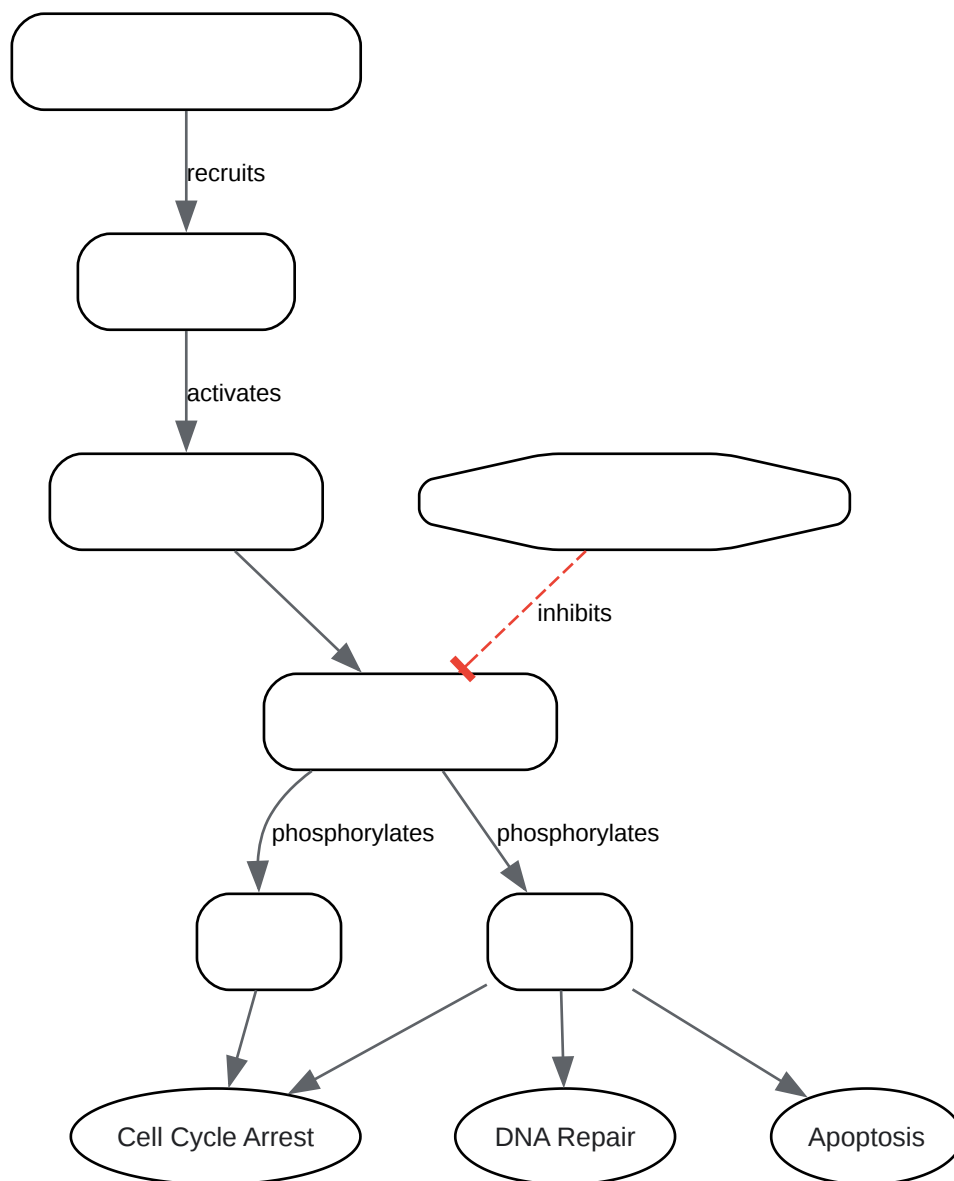 recruits
activates
inhibits
phosphorylates
phosphorylates
Cell Cycle Arrest
DNA Repair
Apoptosis